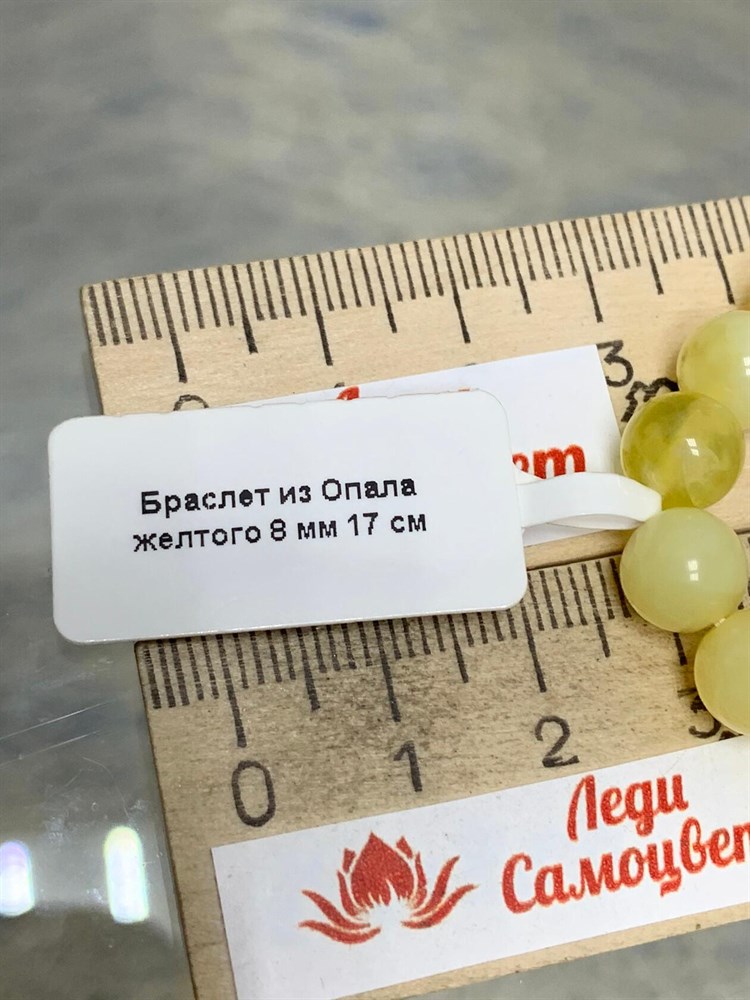 3
Браслет из Опала
желтого 8 мм 17 см
0 1 2
Леди
Самоцвет